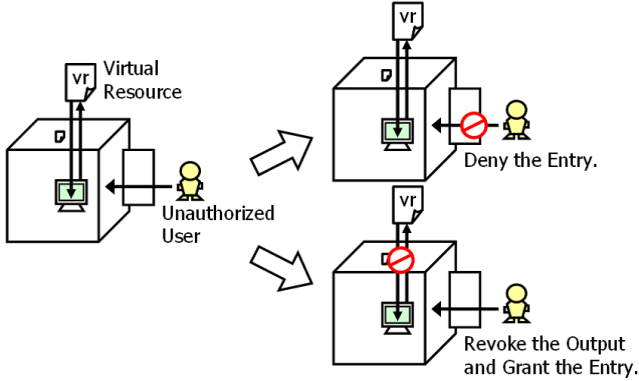 vr
Virtual
Resource
Unauthorized
User
vr
Deny the Entry.
vr
Revoke the Output
and Grant the Entry.